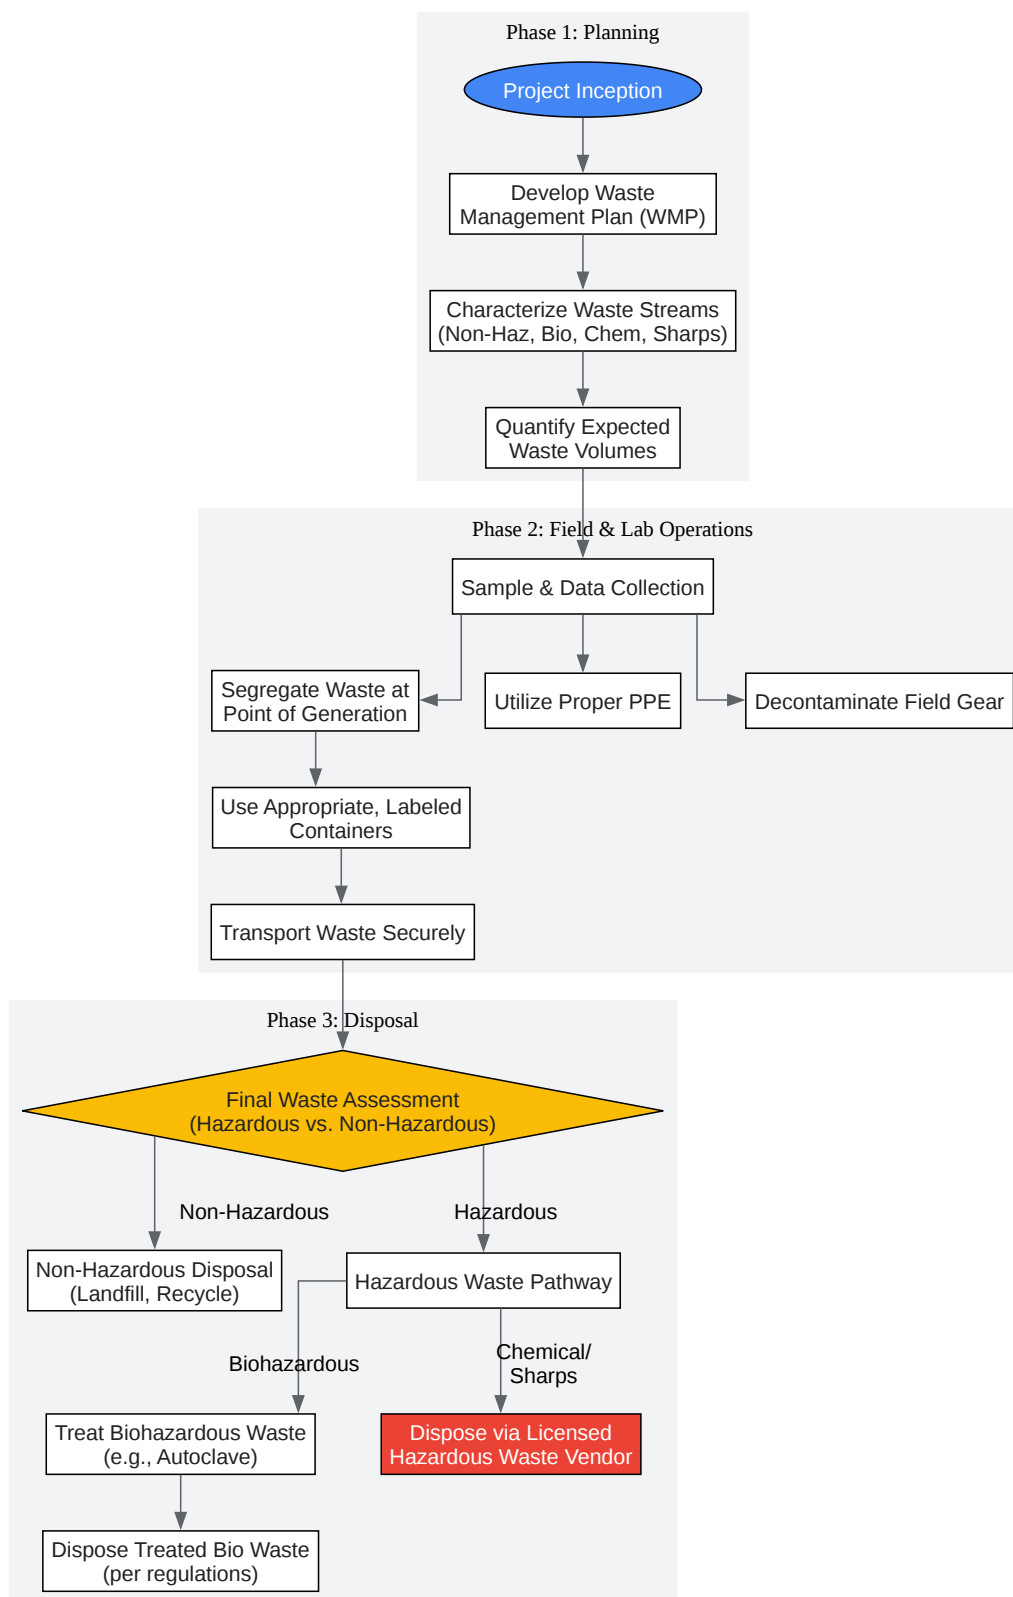 Phase 1: Planning
Project Inception
Develop Waste
Management Plan (WMP)
Characterize Waste Streams
(Non-Haz, Bio, Chem, Sharps)
Quantify Expected
Waste Volumes
Phase 2: Field & Lab Operations
Sample & Data Collection
Segregate Waste at
Point of Generation
Utilize Proper PPE
Decontaminate Field Gear
Use Appropriate, Labeled
Containers
Transport Waste Securely
Phase 3: Disposal
Final Waste Assessment
(Hazardous vs. Non-Hazardous)
Non-Hazardous
Hazardous
Non-Hazardous Disposal
(Landfill, Recycle)
Hazardous Waste Pathway
Biohazardous
Chemical/
Sharps
Treat Biohazardous Waste
(e.g., Autoclave)
Dispose via Licensed
Hazardous Waste Vendor
Dispose Treated Bio Waste
(per regulations)